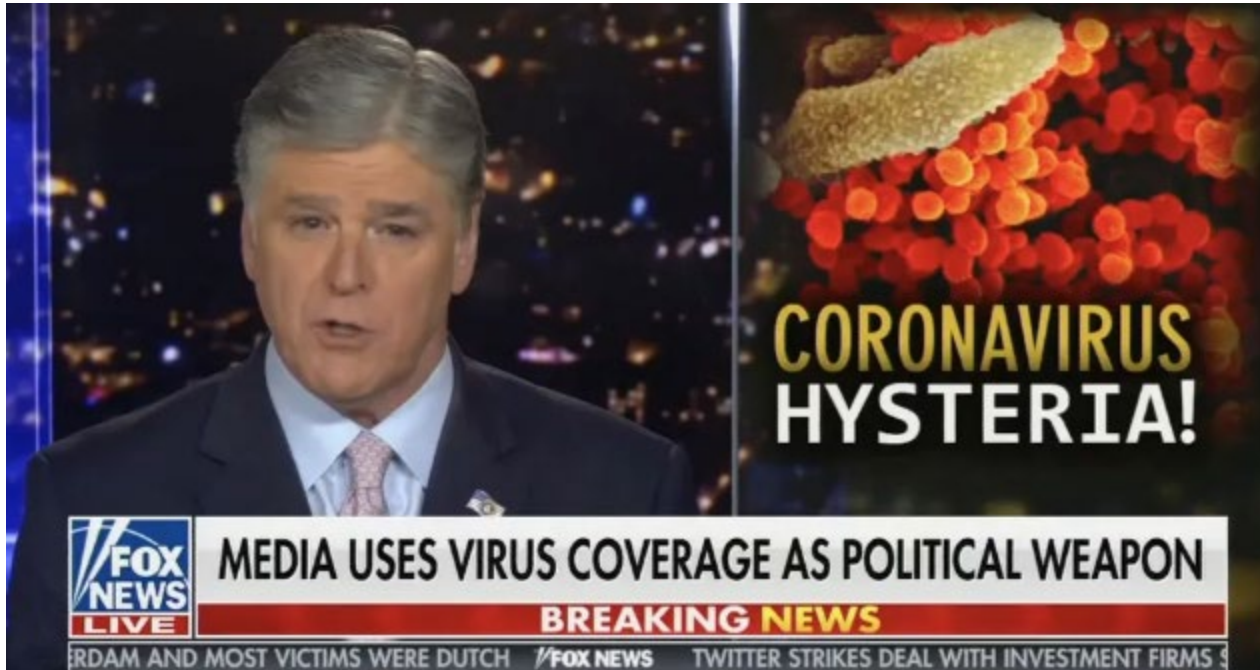 CORONAVIRUS
HYSTERIA!
FOX
NEWS
LIVE
MEDIA USES VIRUS COVERAGE AS POLITICAL WEAPON
BREAKING NEWS
ERDAM AND MOST VICTIMS WERE DUTCH FOX NEWS TWITTER STRIKES DEAL WITH INVESTMENT FIRMS